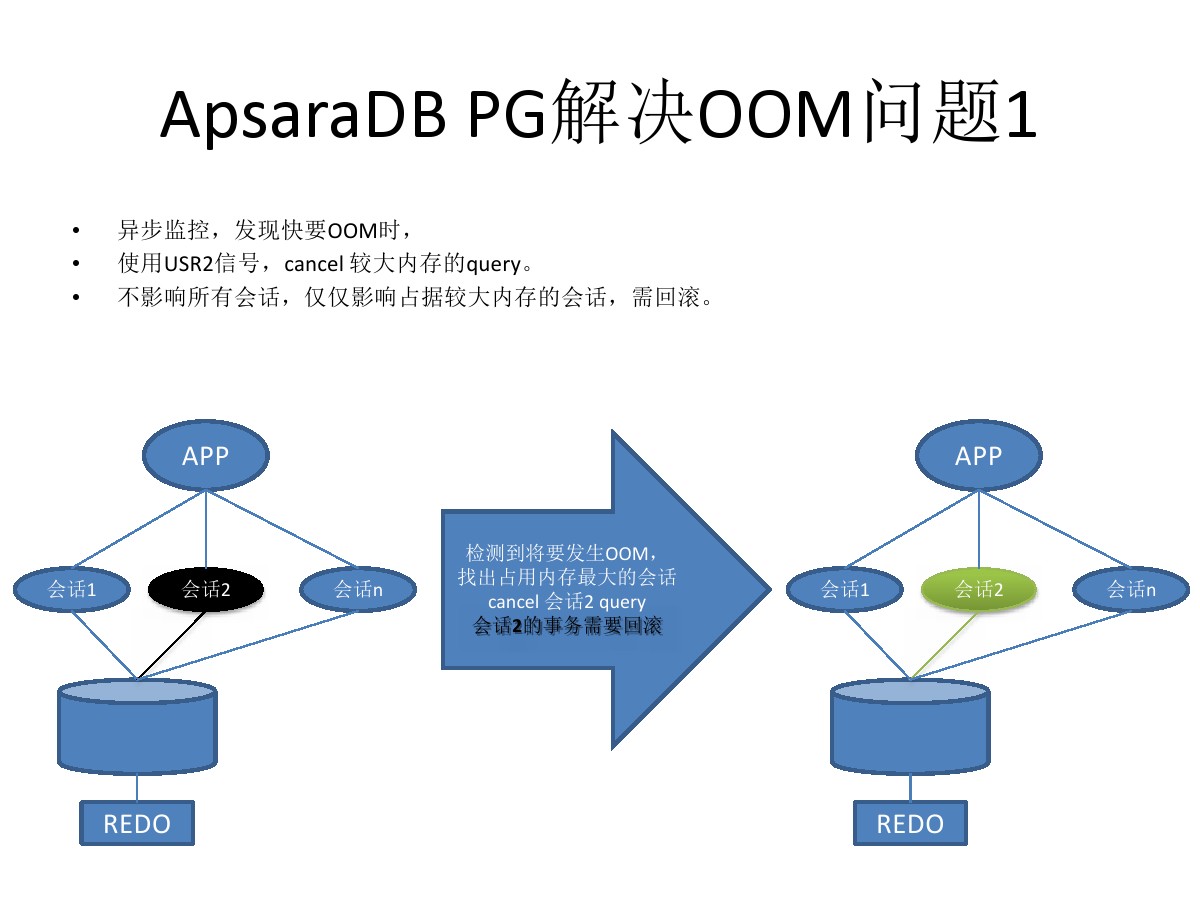 ApsaraDB PG解决OOM问题1
• 异步监控，发现快要OOM时，
• 使用USR2信号，cancel 较大内存的query。
• 不影响所有会话，仅仅影响占据较大内存的会话，需回滚。
APP
会话1
会话2
会话n
REDO
检测到将要发生OOM，
找出占用内存最大的会话
cancel 会话2 query
会话2的事务需要回滚
APP
会话1
会话2
会话n
REDO